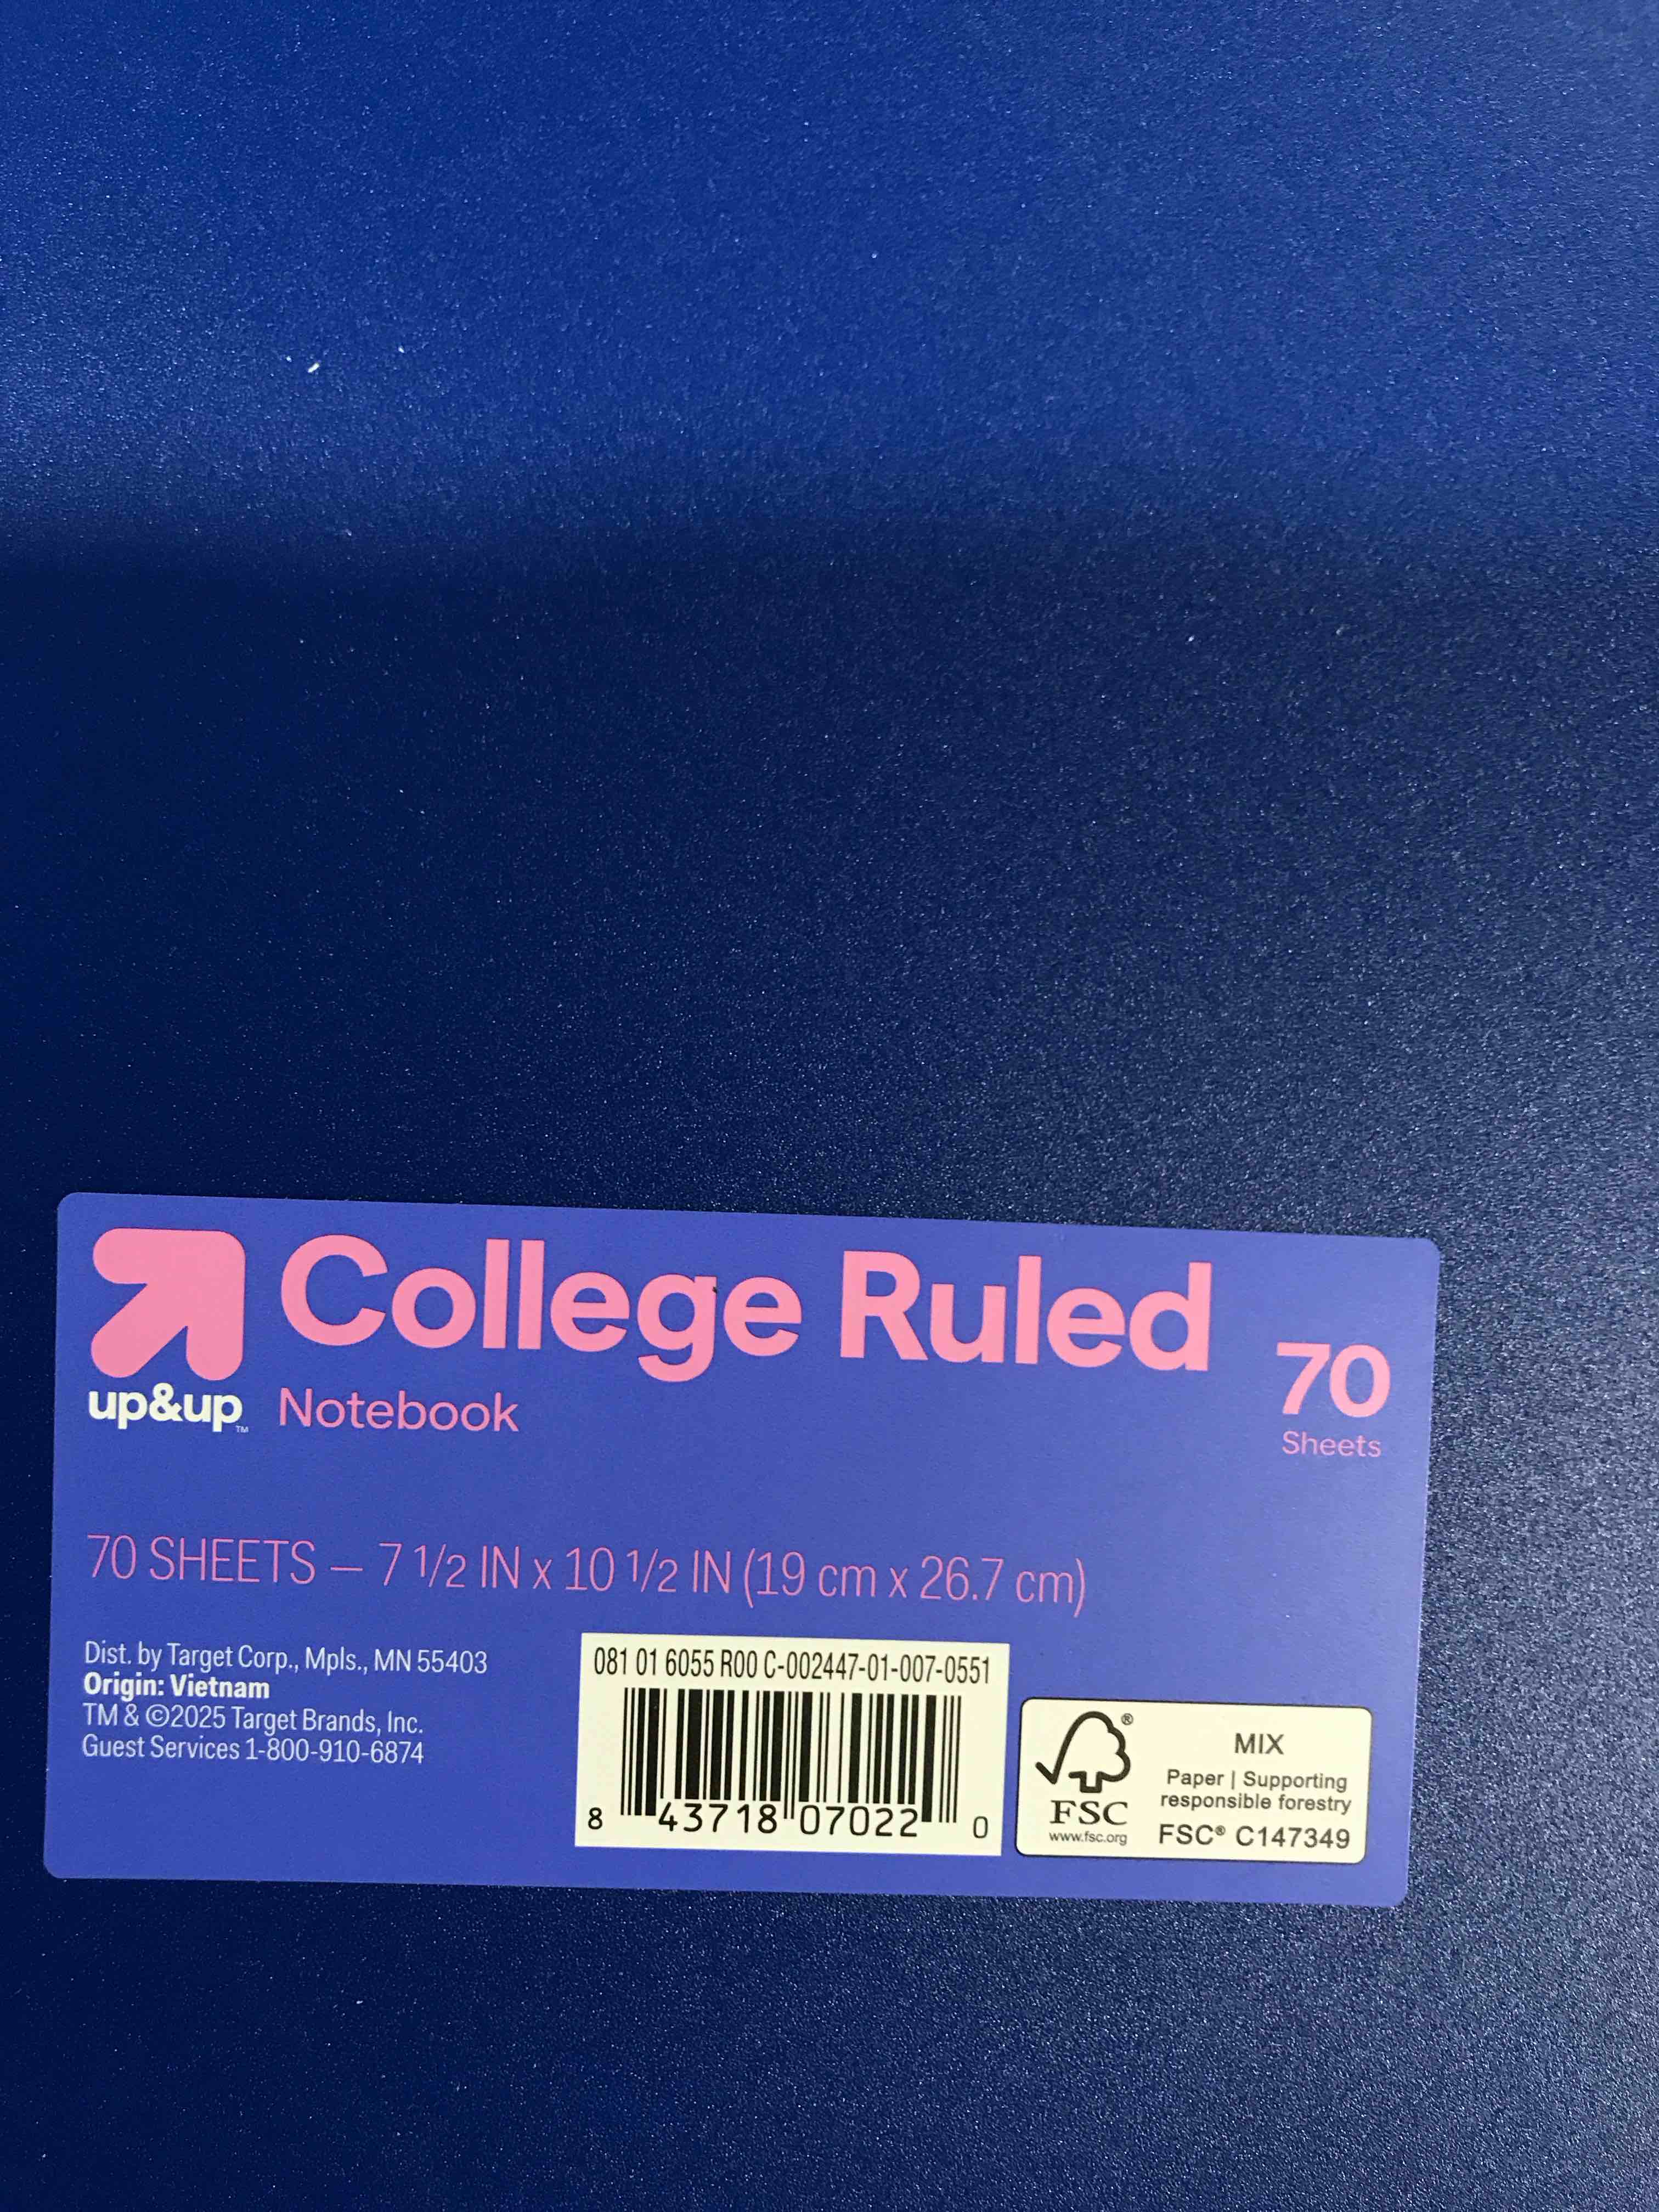 College Ruled
up&up™ Notebook
70
Sheets
70 SHEETS – 7 1/2 IN x 10 1/2 IN (19 cm x 26.7 cm)
Dist. by Target Corp., Mpls., MN 55403
Origin: Vietnam
TM & ©2025 Target Brands, Inc.
Guest Services 1-800-910-6874
081 01 6055 R00 C-002447-01-007-0551
8 43718 07022 0
®
FSC
www.fsc.org
MIX
Paper | Supporting
responsible forestry
FSC® C147349